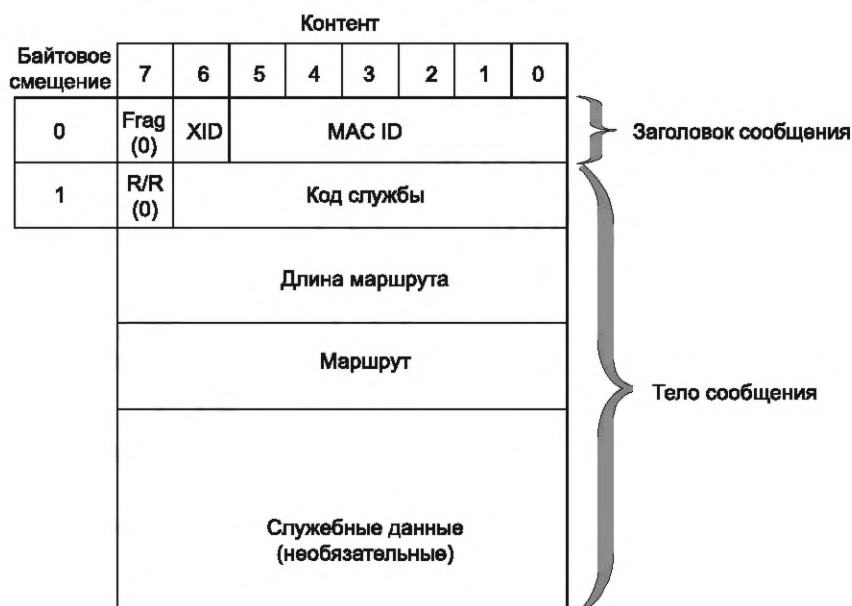 Контент
Байтовое
смещение 7 6 5 4 3 2 1 0
0 Frag (0) XID MAC ID Заголовок сообщения
1 R/R (0) Код службы
Длина маршрута
Маршрут
Тело сообщения
Служебные данные
(необязательные)